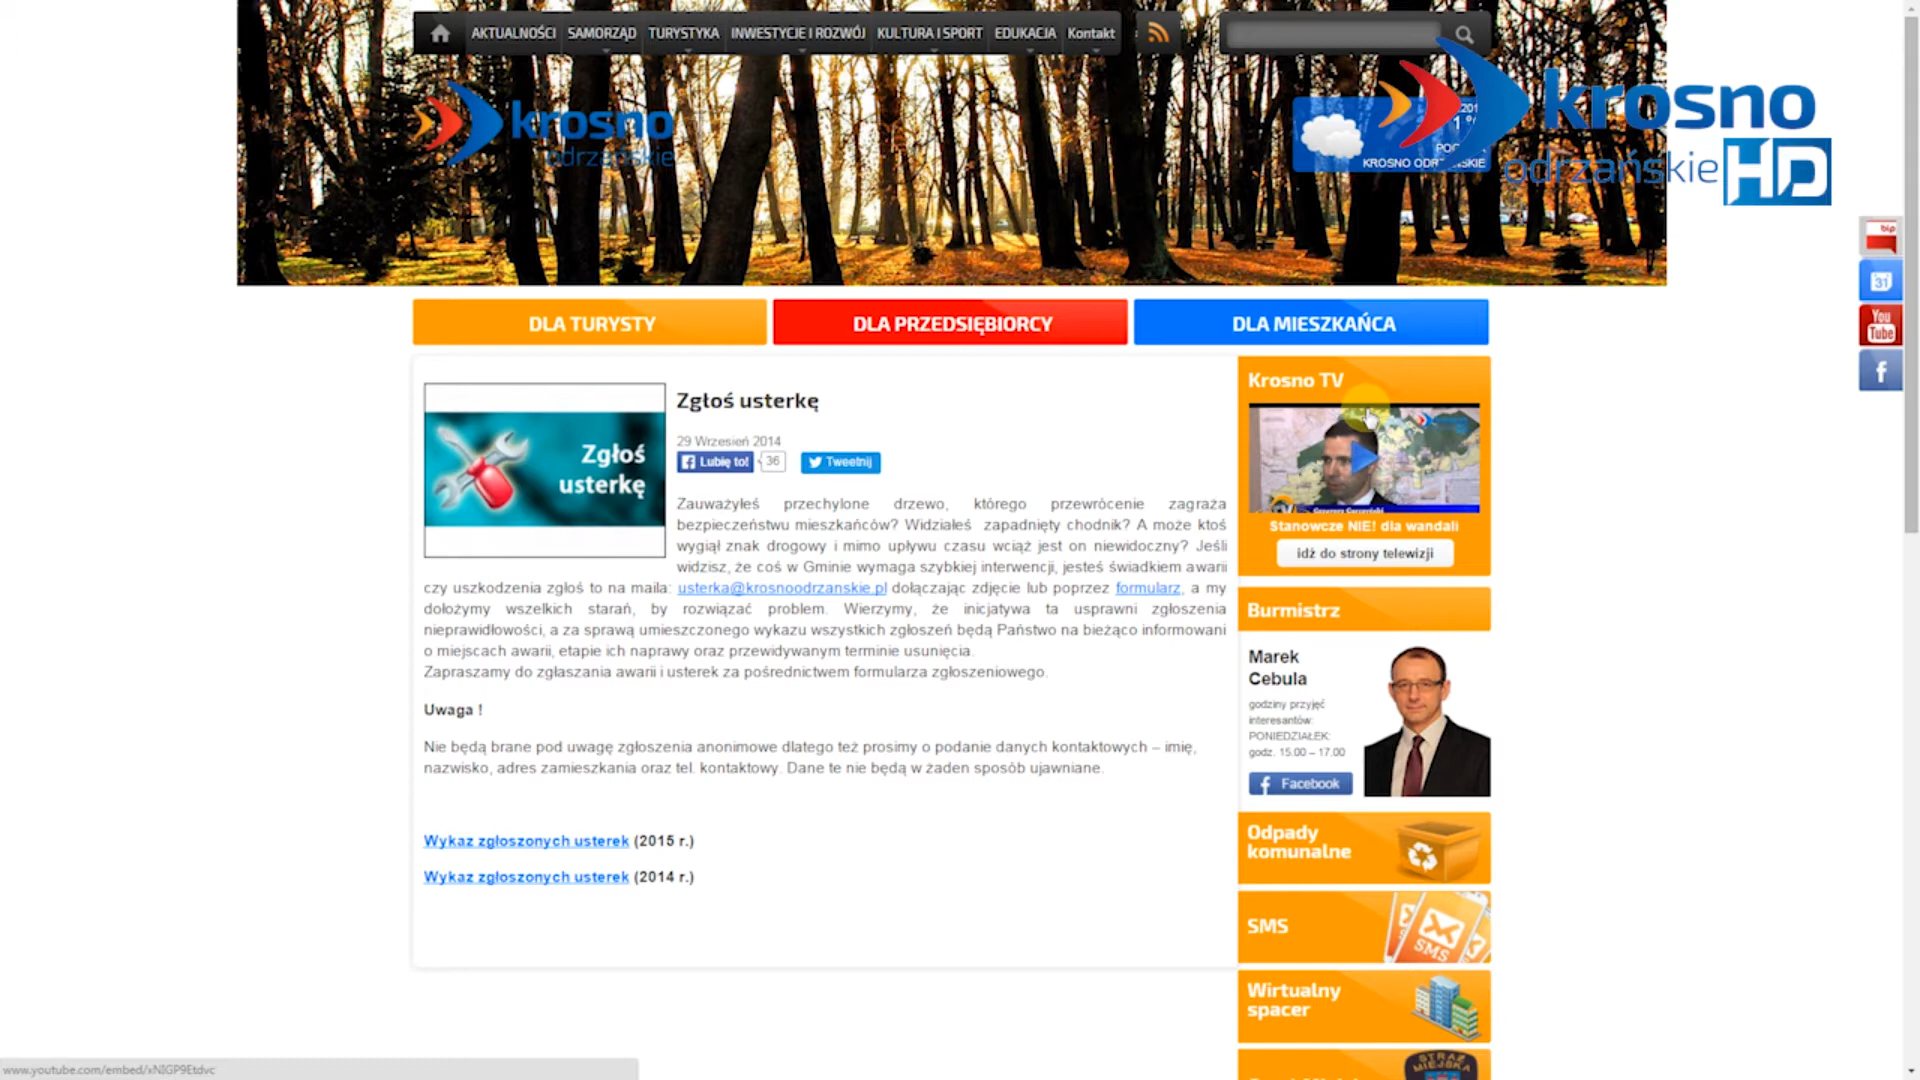 AKTUALNOŚCI SAMORZĄD TURYSTYKA INWESTYCJE I ROZWÓJ KULTURA I SPORT EDUKACJA Kontakt
krosno
odrzańskie
krosno
odrzańskie HD
KROSNO
bip
31
You
Tube
DLA TURYSTY
DLA PRZEDSIĘBIORCY
DLA MIESZKAŃCA
Zgłoś
usterkę
Zgłoś usterkę
29 Wrzesień 2014
Lubię to! 36 Tweetnij
Zauważyłeś przechylone drzewo, którego przewrócenie zagraża
bezpieczeństwu mieszkańców? Widziałeś zapadnięty chodnik? A może ktoś
wygiął znak drogowy i mimo upływu czasu wciąż jest on niewidoczny? Jeśli
widzisz, że coś w Gminie wymaga szybkiej interwencji, jesteś świadkiem awarii
czy uszkodzenia zgłoś to na maila: usterka@krosnoodrzanskie.pl dołączając zdjęcie lub poprzez formularz, a my
dołożymy wszelkich starań, by rozwiązać problem. Wierzymy, że inicjatywa ta usprawni zgłoszenia
nieprawidłowości, a za sprawą umieszczonego wykazu wszystkich zgłoszeń będą Państwo na bieżąco informowani
o miejscach awarii, etapie ich naprawy oraz przewidywanym terminie usunięcia.
Zapraszamy do zgłaszania awarii i usterek za pośrednictwem formularza zgłoszeniowego.
Uwaga !
Nie będą brane pod uwagę zgłoszenia anonimowe dlatego też prosimy o podanie danych kontaktowych – imię,
nazwisko, adres zamieszkania oraz tel. kontaktowy. Dane te nie będą w żaden sposób ujawniane.
Wykaz zgłoszonych usterek (2015 r.)
Wykaz zgłoszonych usterek (2014 r.)
Krosno TV
Stanowcze NIE! dla wandali
idź do strony telewizji
Burmistrz
Marek
Cebula
godziny przyjęć
interesantów:
PONIEDZIAŁEK:
godz. 15.00 – 17.00
Facebook
Odpady
komunalne
SMS
SMS
Wirtualny
spacer
STRAŻ
MIEJSKA
www.youtube.com/embed/xNIGP9Etdvc